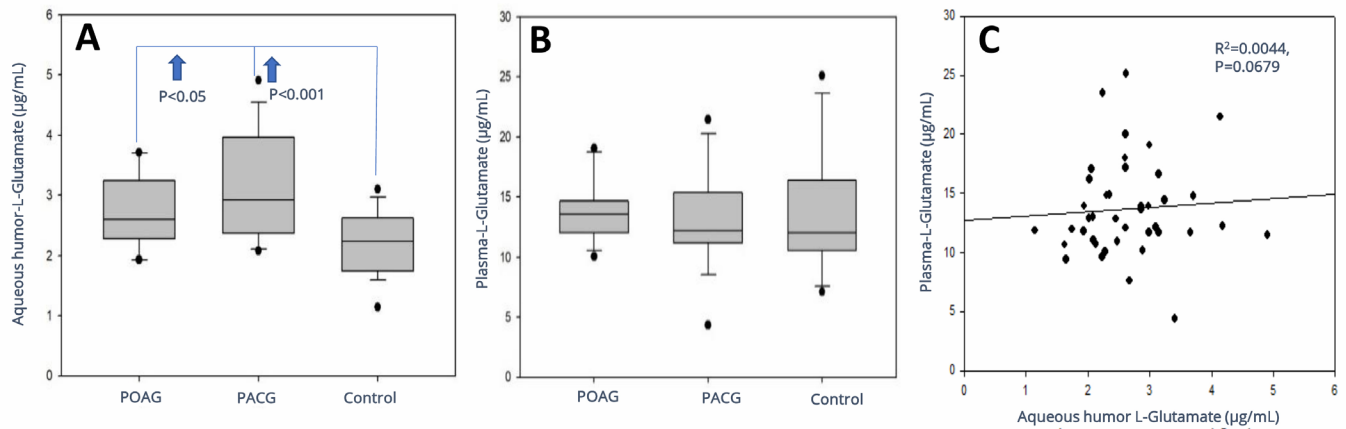 A
Aqueous humor-L-Glutamate (µg/mL)
6
5
4
3
2
1
0
P<0.05
P<0.001
POAG
PACG
Control
B
Plasma-L-Glutamate (µg/mL)
30
25
20
15
10
5
0
POAG
PACG
Control
C
Plasma-L-Glutamate (µg/mL)
30
25
20
15
10
5
0
R²=0.0044,
P=0.0679
0 1 2 3 4 5 6
Aqueous humor L-Glutamate (µg/mL)